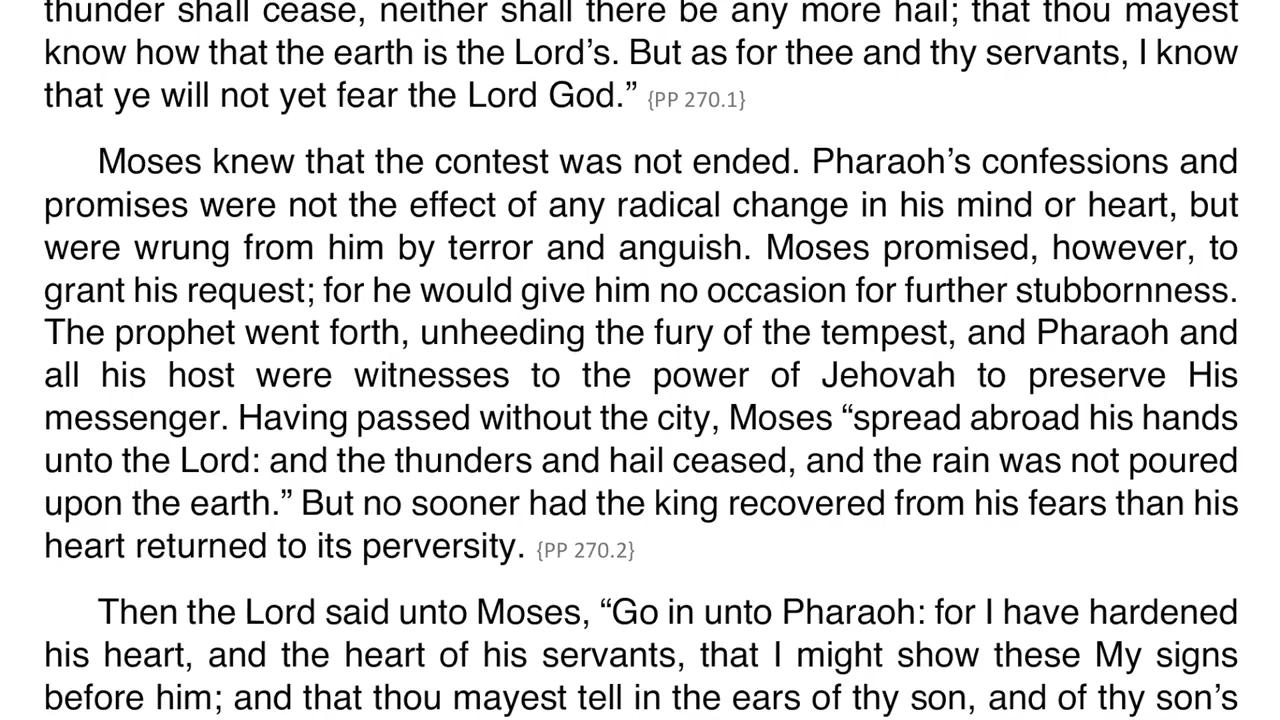 thunder shall cease, neither shall there be any more hail; that thou mayest
know how that the earth is the Lord’s. But as for thee and thy servants, I know
that ye will not yet fear the Lord God.” {PP 270.1}
Moses knew that the contest was not ended. Pharaoh’s confessions and
promises were not the effect of any radical change in his mind or heart, but
were wrung from him by terror and anguish. Moses promised, however, to
grant his request; for he would give him no occasion for further stubbornness.
The prophet went forth, unheeding the fury of the tempest, and Pharaoh and
all his host were witnesses to the power of Jehovah to preserve His
messenger. Having passed without the city, Moses “spread abroad his hands
unto the Lord: and the thunders and hail ceased, and the rain was not poured
upon the earth.” But no sooner had the king recovered from his fears than his
heart returned to its perversity. {PP 270.2}
Then the Lord said unto Moses, “Go in unto Pharaoh: for I have hardened
his heart, and the heart of his servants, that I might show these My signs
before him; and that thou mayest tell in the ears of thy son, and of thy son’s